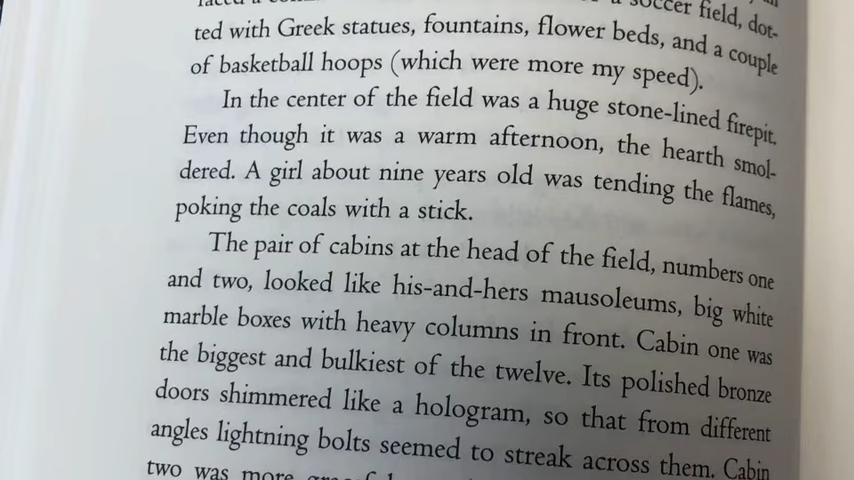 soccer field, dot-
ted with Greek statues, fountains, flower beds, and a couple
of basketball hoops (which were more my speed).
In the center of the field was a huge stone-lined firepit.
Even though it was a warm afternoon, the hearth smol-
dered. A girl about nine years old was tending the flames,
poking the coals with a stick.
The pair of cabins at the head of the field, numbers one
and two, looked like his-and-hers mausoleums, big white
marble boxes with heavy columns in front. Cabin one was
the biggest and bulkiest of the twelve. Its polished bronze
doors shimmered like a hologram, so that from different
angles lightning bolts seemed to streak across them. Cabin
two was more